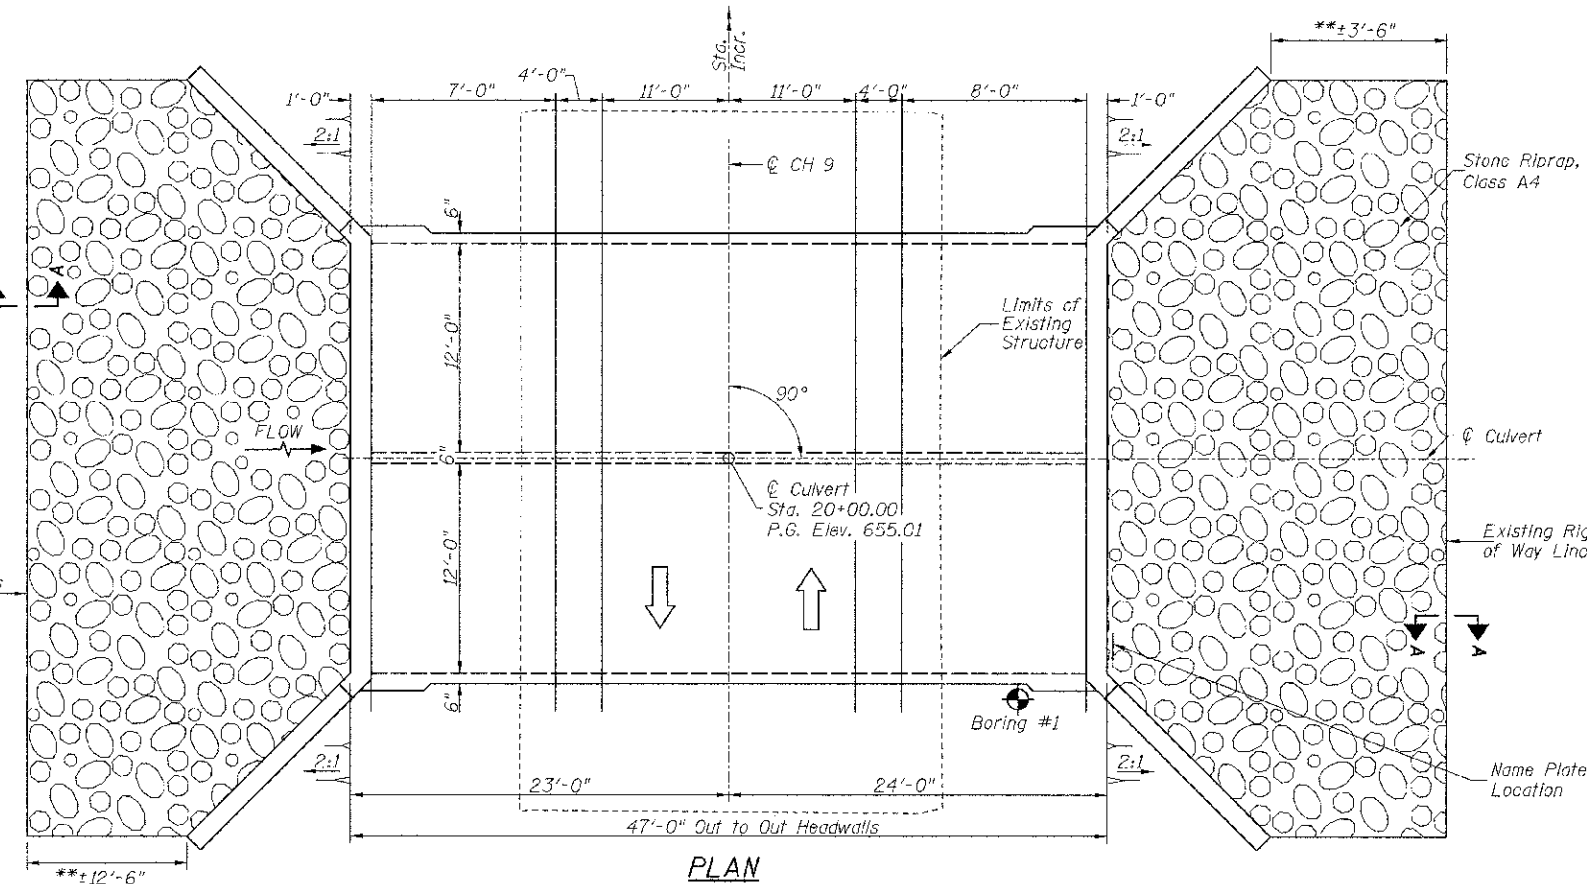 **±3'-6"
Sta.
Incr.
4'-0"
1'-0"
7'-0"
11'-0"
11'-0"
4'-0"
8'-0"
1'-0"
2:1
2:1
℄ CH 9
Stone Riprap,
Class A4
6"
A
Limits of
Existing
Structure
12'-0"
90°
FLOW
6"
℄ Culvert
℄ Culvert
Sta. 20+00.00
P.G. Elev. 655.01
Existing Rig
of Way Line
12'-0"
A
A
6"
Boring #1
2:1
2:1
23'-0"
24'-0"
Name Plate
Location
47'-0" Out to Out Headwalls
**±12'-6"
PLAN